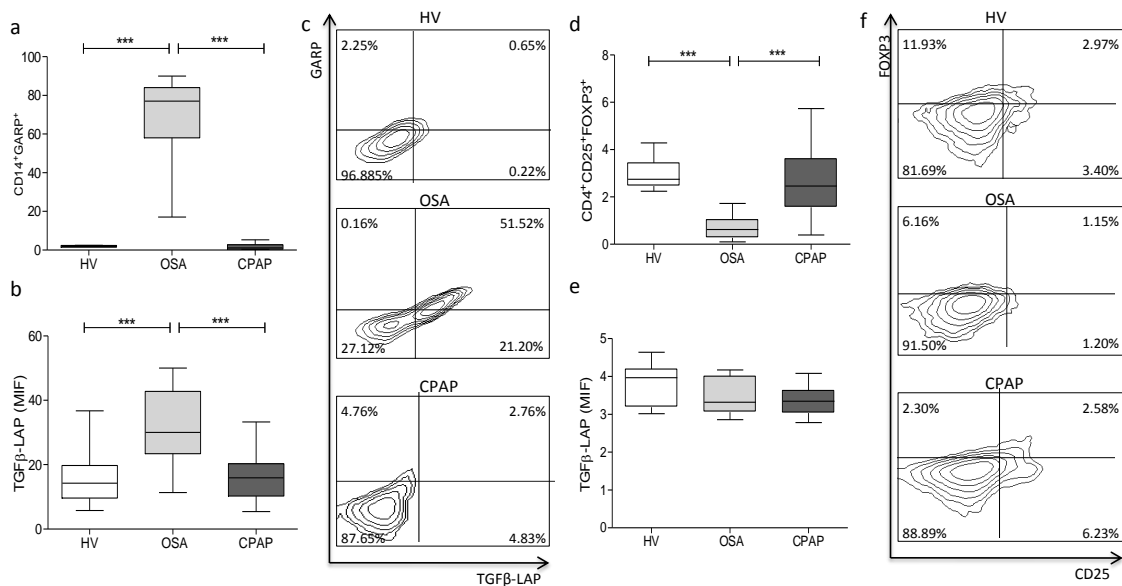 a
***
***
CD14+GARP+
100
80
60
40
20
0
HV
OSA
CPAP
b
***
***
TGFβ-LAP (MIF)
60
40
20
0
HV
OSA
CPAP
c
GARP
HV
2.25%
0.65%
96.885%
0.22%
OSA
0.16%
51.52%
27.12%
21.20%
CPAP
4.76%
2.76%
87.65%
4.83%
TGFβ-LAP
d
***
***
CD4+CD25+FOXP3+
8
6
4
2
0
HV
OSA
CPAP
e
TGFβ-LAP (MIF)
5
4
3
2
1
0
HV
OSA
CPAP
f
FOXP3
HV
11.93%
2.97%
81.69%
3.40%
OSA
6.16%
1.15%
91.50%
1.20%
CPAP
2.30%
2.58%
88.89%
6.23%
CD25